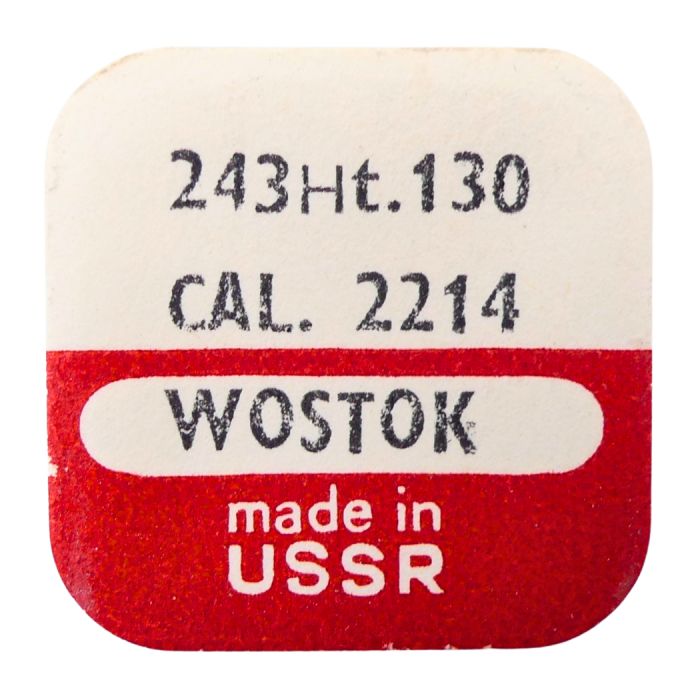 243Ht.130
CAL. 2214
WOSTOK
made in
USSR